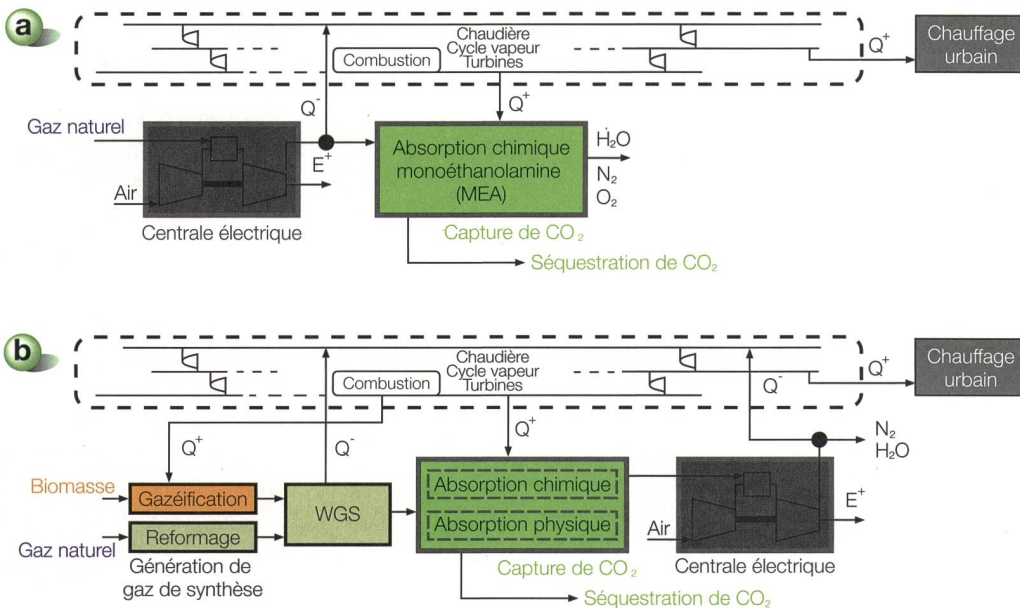 a
Chaudière
Cycle vapeur
Turbines
Combustion
Q+
Chauffage
urbain
Q-
Q+
Gaz naturel
E+
Air
Absorption chimique
monoéthanolamine
(MEA)
H₂O
N₂
O₂
Centrale électrique
Capture de CO₂
Séquestration de CO₂
b
Chaudière
Cycle vapeur
Turbines
Combustion
Q+
Chauffage
urbain
Q-
Q+
Q-
Q+
N₂
H₂O
Biomasse
Gazéification
WGS
Absorption chimique
E+
Gaz naturel
Reformage
Absorption physique
Air
Génération de
gaz de synthèse
Capture de CO₂
Centrale électrique
Séquestration de CO₂